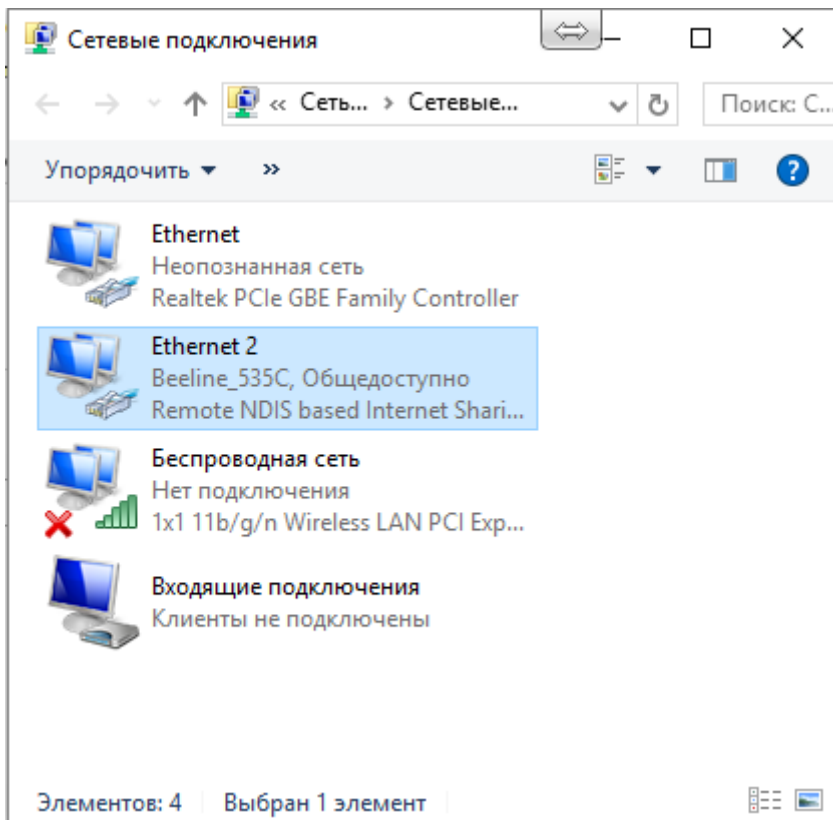 Сетевые подключения
« Сеть... › Сетевые...
Поиск: С...
Упорядочить
»
?
Ethernet
Неопознанная сеть
Realtek PCIe GBE Family Controller
Ethernet 2
Beeline_535C, Общедоступно
Remote NDIS based Internet Shari...
Беспроводная сеть
Нет подключения
1x1 11b/g/n Wireless LAN PCI Exp...
Входящие подключения
Клиенты не подключены
Элементов: 4 Выбран 1 элемент